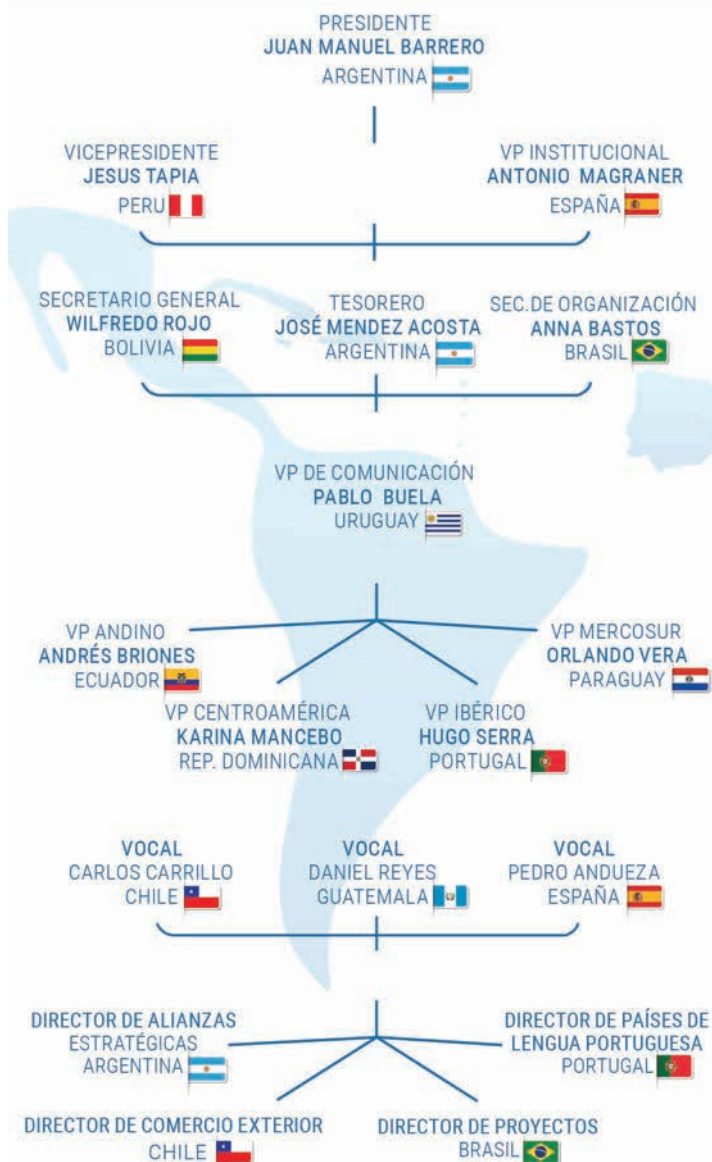 PRESIDENTE
JUAN MANUEL BARRERO
ARGENTINA
VICEPRESIDENTE
JESUS TAPIA
PERU
VP INSTITUCIONAL
ANTONIO MAGRANER
ESPAÑA
SECRETARIO GENERAL
WILFREDO ROJO
BOLIVIA
TESORERO
JOSÉ MENDEZ ACOSTA
ARGENTINA
SEC.DE ORGANIZACIÓN
ANNA BASTOS
BRASIL
VP DE COMUNICACIÓN
PABLO BUELA
URUGUAY
VP ANDINO
ANDRÉS BRIONES
ECUADOR
VP CENTROAMÉRICA
KARINA MANCEBO
REP. DOMINICANA
VP IBÉRICO
HUGO SERRA
PORTUGAL
VP MERCOSUR
ORLANDO VERA
PARAGUAY
VOCAL
CARLOS CARRILLO
CHILE
VOCAL
DANIEL REYES
GUATEMALA
VOCAL
PEDRO ANDUEZA
ESPAÑA
DIRECTOR DE ALIANZAS
ESTRATÉGICAS
ARGENTINA
DIRECTOR DE COMERCIO EXTERIOR
CHILE
DIRECTOR DE PROYECTOS
BRASIL
DIRECTOR DE PAÍSES DE
LENGUA PORTUGUESA
PORTUGAL